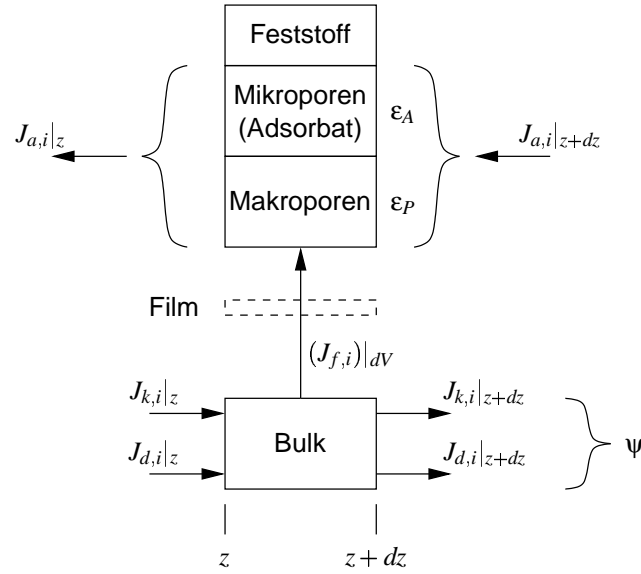 Feststoff
Mikroporen
(Adsorbat)
ε_A
J_{a,i}|_z
J_{a,i}|_{z+dz}
Makroporen
ε_P
Film
(J_{f,i})|_{dV}
J_{k,i}|_z
J_{k,i}|_{z+dz}
Bulk
ψ
J_{d,i}|_z
J_{d,i}|_{z+dz}
z
z + dz